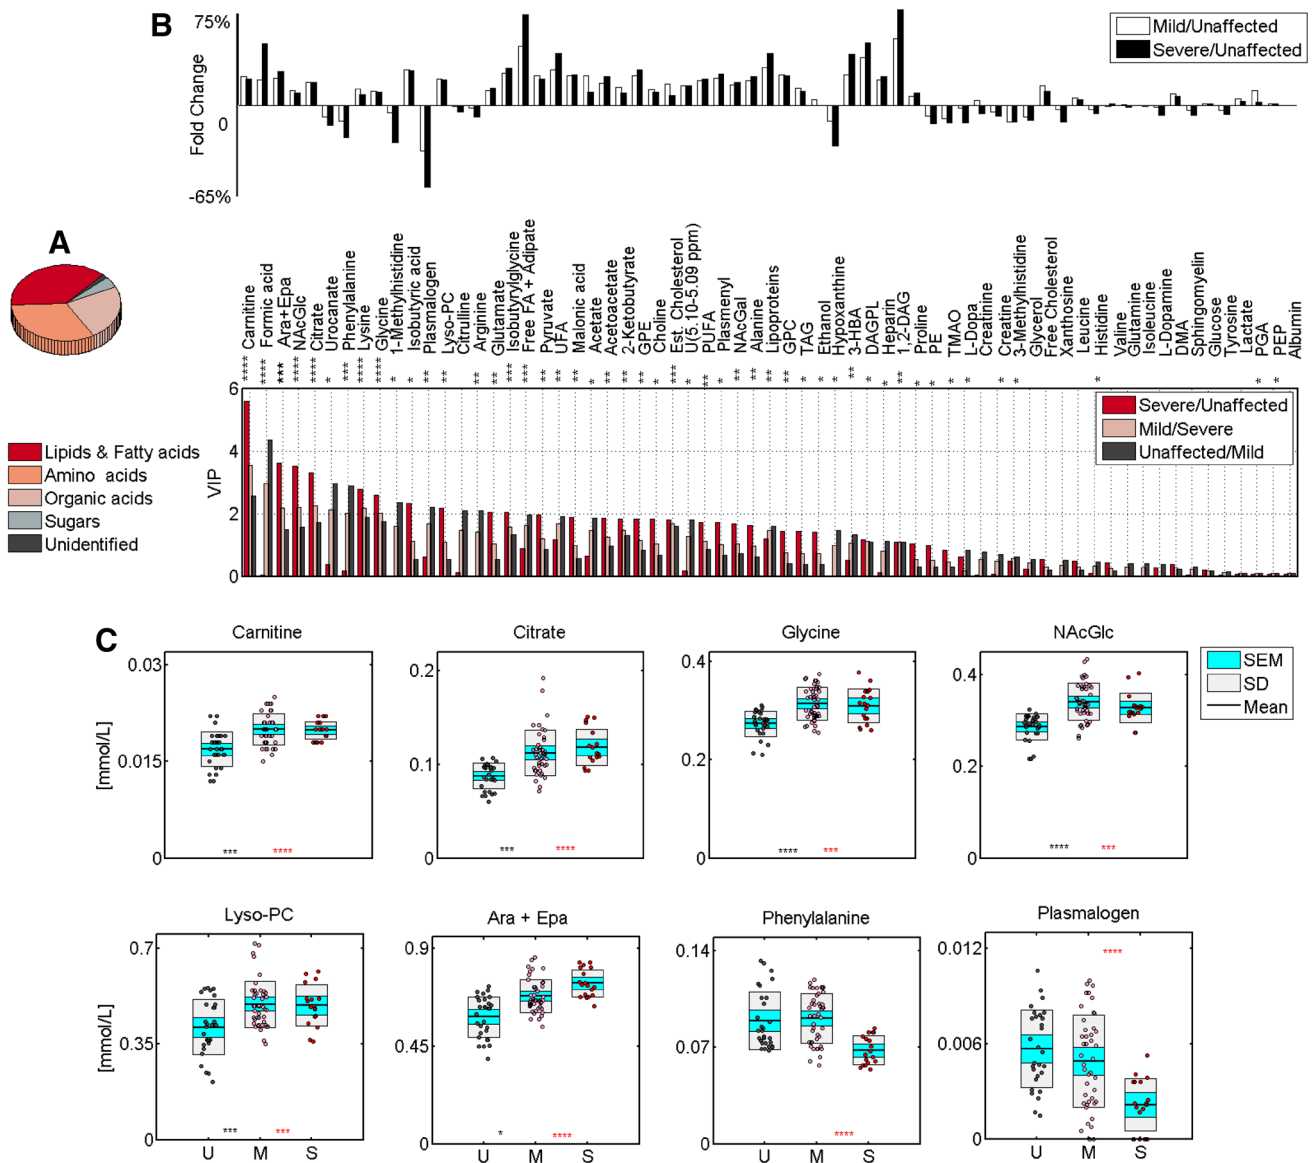 B
75%
0
-65%
Fold Change
Mild/Unaffected
Severe/Unaffected
A
Lipids & Fatty acids
Amino acids
Organic acids
Sugars
Unidentified
Carnitine
Formic acid
Ara+Epa
NAcGlc
Citrate
Urocanate
Phenylalanine
Lysine
Glycine
1-Methylhistidine
Isobutyric acid
Plasmalogen
Lyso-PC
Citrulline
Arginine
Glutamate
Isobutyrylglycine
Free FA + Adipate
Pyruvate
UFA
Malonic acid
Acetate
Acetoacetate
2-Ketobutyrate
GPE
Choline
Est. Cholesterol
U(5.10-5.09 ppm)
PUFA
Plasmenyl
NAcGal
Alanine
Lipoproteins
GPC
TAG
Ethanol
Hypoxanthine
3-HBA
DAGPL
Heparin
1,2-DAG
Proline
PE
TMAO
L-Dopa
Creatinine
Creatine
3-Methylhistidine
Glycerol
Free Cholesterol
Xanthosine
Leucine
Histidine
Valine
Glutamine
Isoleucine
L-Dopamine
DMA
Sphingomyelin
Glucose
Tyrosine
Lactate
PGA
PEP
Albumin
6
4
2
0
VIP
Severe/Unaffected
Mild/Severe
Unaffected/Mild
C
Carnitine
0.03
0.015
0
[mmol/L]
*** ****
Citrate
0.2
0.1
0
*** ****
Glycine
0.4
0.2
0
**** ***
NAcGlc
0.4
0.2
0
**** ***
SEM
SD
Mean
Lyso-PC
0.7
0.35
0
[mmol/L]
*** ***
U M S
Ara + Epa
0.9
0.45
0
* ****
U M S
Phenylalanine
0.14
0.07
0
****
U M S
Plasmalogen
0.012
0.006
0
****
U M S